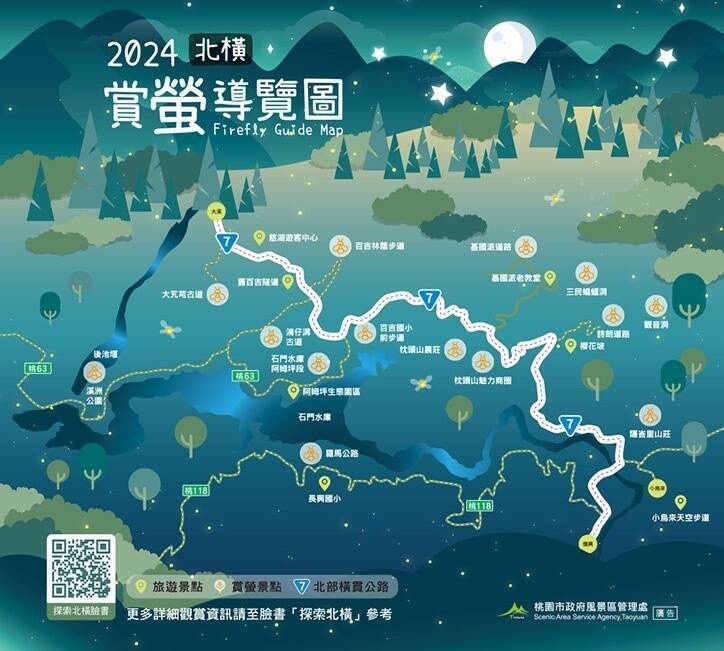 2024 北橫
賞螢導覽圖
Firefly Guide Map
大溪
7
慈湖遊客中心
百吉林蔭步道
基國派道路
舊百吉隧道
基國派老教堂
大艽芎古道
三民蝙蝠洞
7
觀音洞
詩朗道路
湳仔溝
古道
百吉國小
前步道
枕頭山農莊
櫻花坡
後池堰
石門水庫
阿姆坪段
枕頭山魅力商圈
桃63
桃63
溪洲
公園
阿姆坪生態園區
石門水庫
7
隱峇里山莊
羅馬公路
長興國小
桃118
桃118
小烏來
小烏來天空步道
復興
探索北橫臉書
旅遊景點
賞螢景點
7 北部橫貫公路
更多詳細觀賞資訊請至臉書「探索北橫」參考
桃園市政府風景區管理處
Scenic Area Service Agency,Taoyuan
廣告